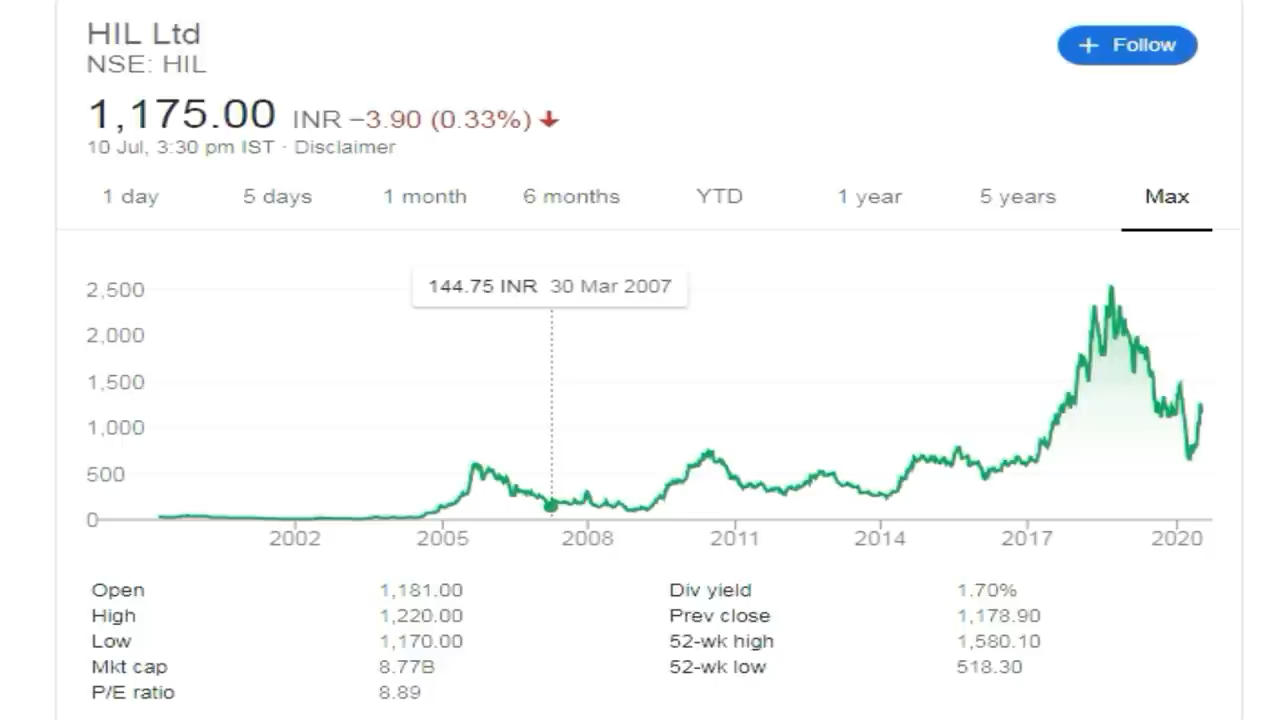 HIL Ltd
NSE: HIL
+ Follow
1,175.00 INR −3.90 (0.33%)
10 Jul, 3:30 pm IST · Disclaimer
1 day 5 days 1 month 6 months YTD 1 year 5 years Max
144.75 INR 30 Mar 2007
2,500
2,000
1,500
1,000
500
0
2002 2005 2008 2011 2014 2017 2020
Open 1,181.00 Div yield 1.70%
High 1,220.00 Prev close 1,178.90
Low 1,170.00 52-wk high 1,580.10
Mkt cap 8.77B 52-wk low 518.30
P/E ratio 8.89